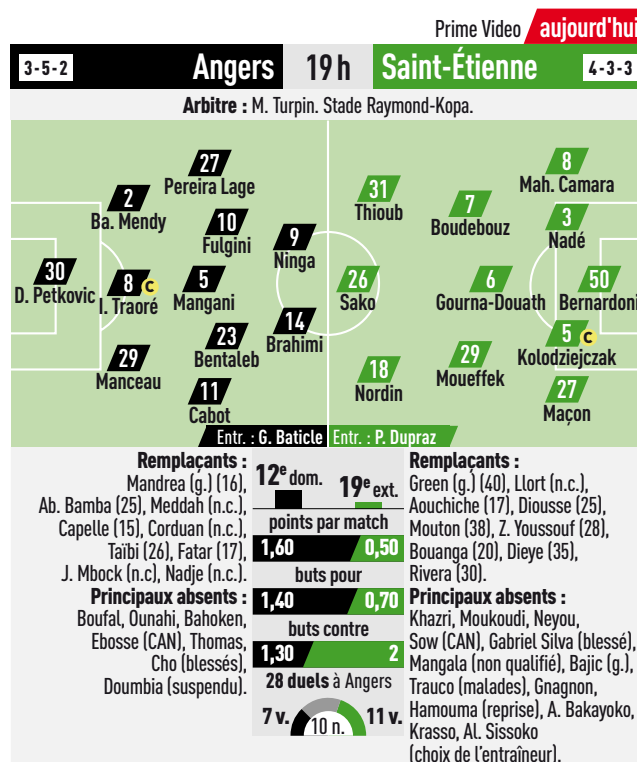 Prime Video aujourd'hui
3-5-2 Angers 19 h Saint-Étienne 4-3-3
Arbitre : M. Turpin. Stade Raymond-Kopa.
27
Pereira Lage
2
Ba. Mendy
10
Fulgini
9
Ninga
30
D. Petkovic
8 C
I. Traoré
5
Mangani
14
Brahimi
23
Bentaleb
29
Manceau
11
Cabot
8
Mah. Camara
31
Thioub
7
Boudebouz
3
Nadé
26
Sako
6
Gourna-Douath
50
Bernardoni
5 C
Kolodziejczak
18
Nordin
29
Moueffek
27
Maçon
Entr. : G. Baticle Entr. : P. Dupraz
Remplaçants :
Mandrea (g.) (16),
Ab. Bamba (25), Meddah (n.c.),
Capelle (15), Corduan (n.c.),
Taïbi (26), Fatar (17),
J. Mbock (n.c), Nadje (n.c.).
Principaux absents :
Boufal, Ounahi, Bahoken,
Ebosse (CAN), Thomas,
Cho (blessés),
Doumbia (suspendu).
12e dom. 19e ext.
points par match
1,60 0,50
buts pour
1,40 0,70
buts contre
1,30 2
28 duels à Angers
7 v. 10 n. 11 v.
Remplaçants :
Green (g.) (40), Llort (n.c.),
Aouchiche (17), Diousse (25),
Mouton (38), Z. Youssouf (28),
Bouanga (20), Dieye (35),
Rivera (30).
Principaux absents :
Khazri, Moukoudi, Neyou,
Sow (CAN), Gabriel Silva (blessé),
Mangala (non qualifié), Bajic (g.),
Trauco (malades), Gnagnon,
Hamouma (reprise), A. Bakayoko,
Krasso, Al. Sissoko
(choix de l'entraîneur).